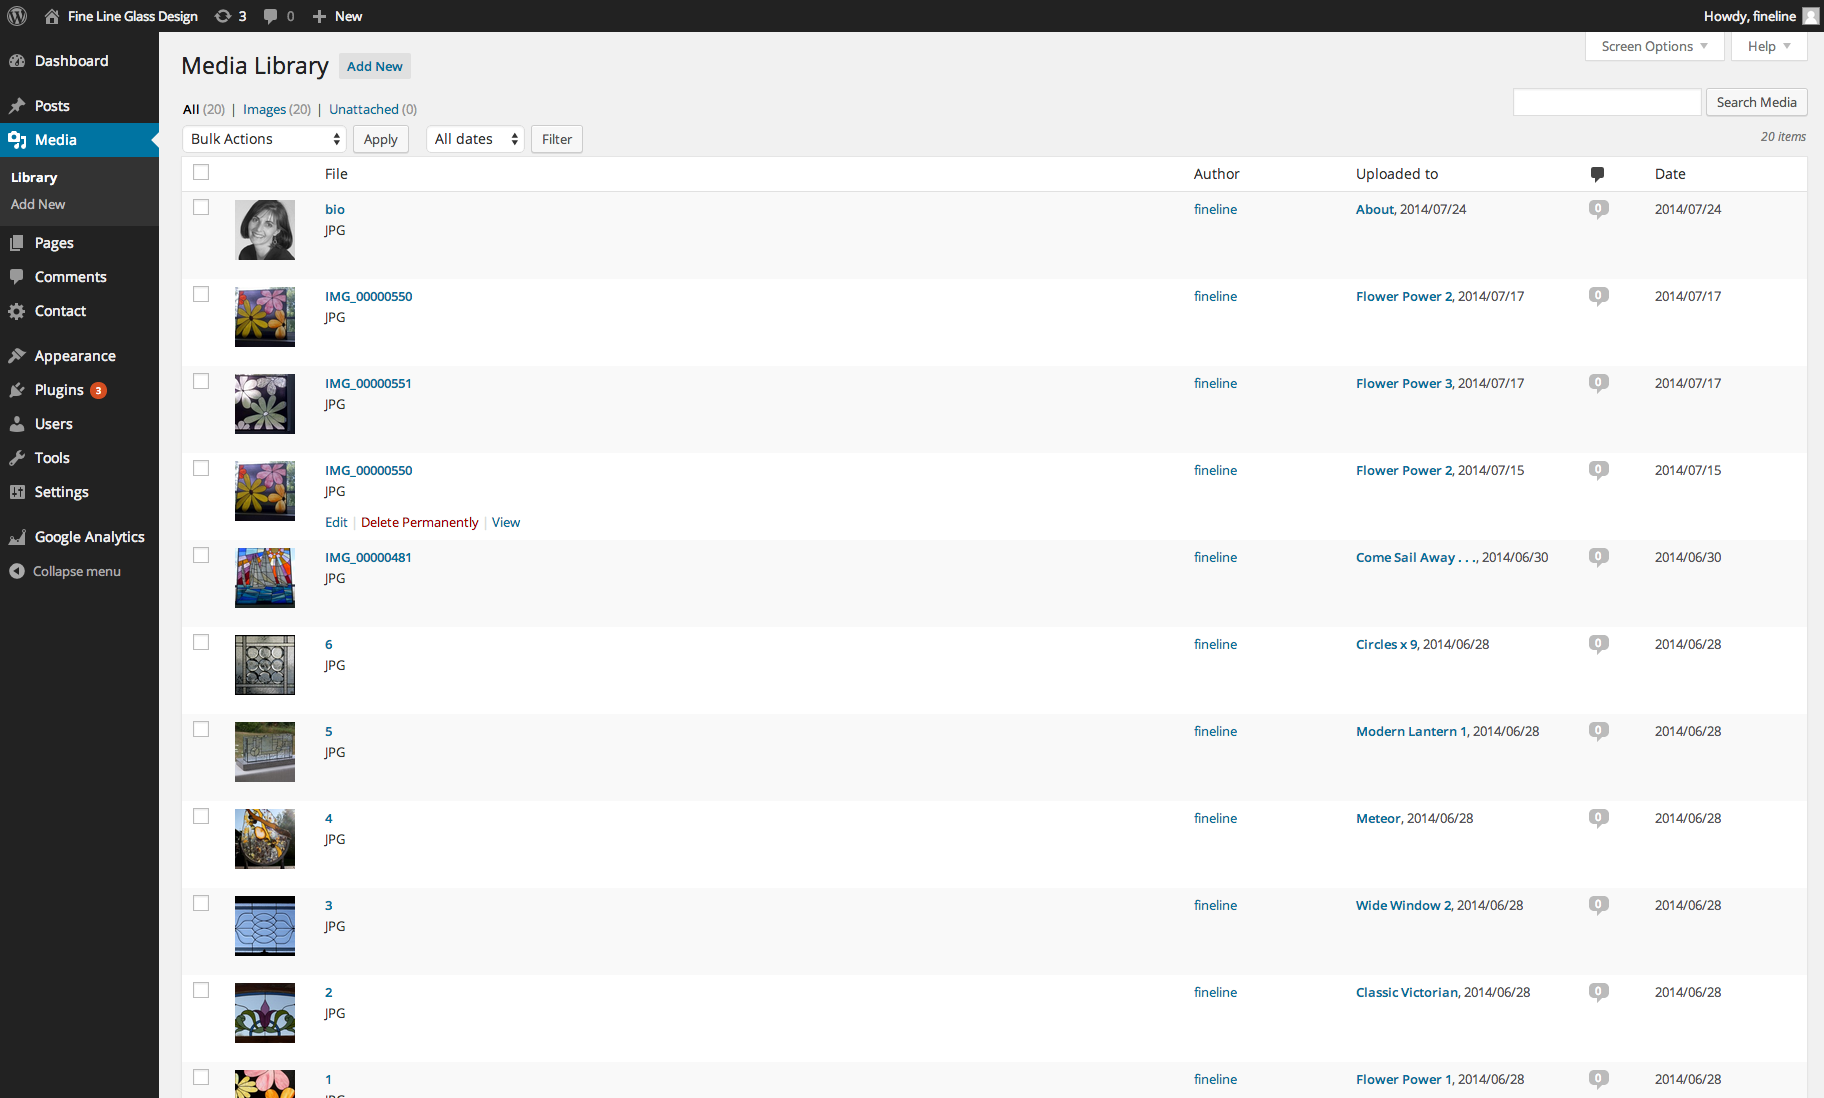 Fine Line Glass Design 3 0 New Howdy, fineline
Dashboard
Posts
Media
Library
Add New
Pages
Comments
Contact
Appearance
Plugins 3
Users
Tools
Settings
Google Analytics
Collapse menu
Screen Options Help
Media Library Add New
All (20) | Images (20) | Unattached (0)
Search Media
Bulk Actions Apply All dates Filter
20 items
File Author Uploaded to Date
bio fineline About, 2014/07/24 0 2014/07/24
JPG
IMG_00000550 fineline Flower Power 2, 2014/07/17 0 2014/07/17
JPG
IMG_00000551 fineline Flower Power 3, 2014/07/17 0 2014/07/17
JPG
IMG_00000550 fineline Flower Power 2, 2014/07/15 0 2014/07/15
JPG
Edit | Delete Permanently | View
IMG_00000481 fineline Come Sail Away . . ., 2014/06/30 0 2014/06/30
JPG
6 fineline Circles x 9, 2014/06/28 0 2014/06/28
JPG
5 fineline Modern Lantern 1, 2014/06/28 0 2014/06/28
JPG
4 fineline Meteor, 2014/06/28 0 2014/06/28
JPG
3 fineline Wide Window 2, 2014/06/28 0 2014/06/28
JPG
2 fineline Classic Victorian, 2014/06/28 0 2014/06/28
JPG
1 fineline Flower Power 1, 2014/06/28 0 2014/06/28
JPG